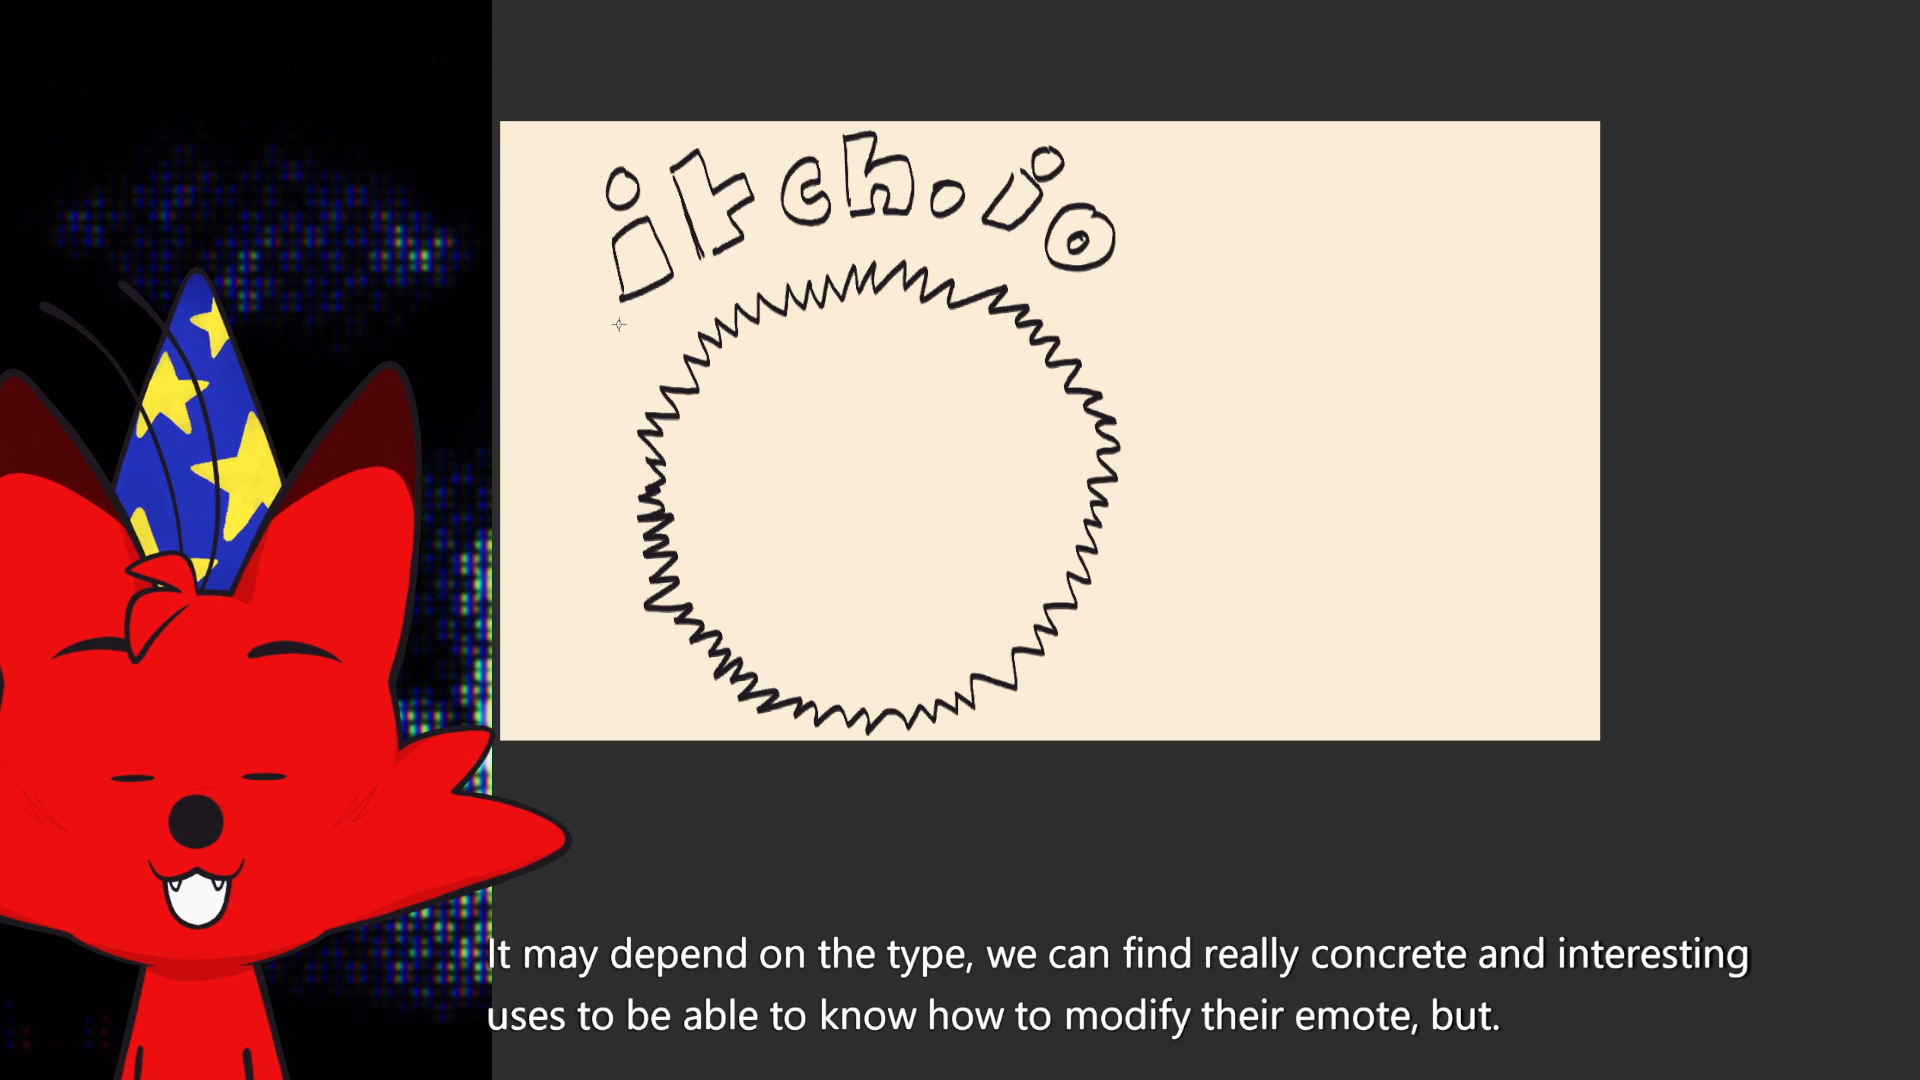 itch.io
It may depend on the type, we can find really concrete and interesting
uses to be able to know how to modify their emote, but.